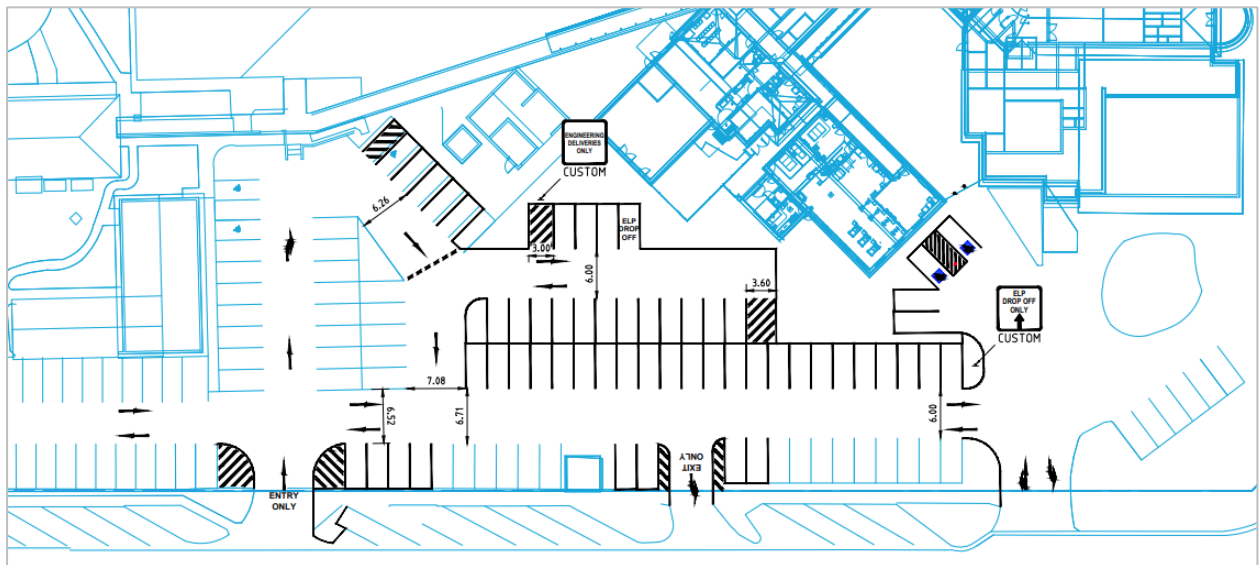 ENGINEERING
DELIVERIES
ONLY
CUSTOM
6.26
ELP
DROP
OFF
3.00
6.00
3.60
ELP
DROP OFF
ONLY
CUSTOM
7.08
6.52
6.71
6.00
EXIT
ONLY
ENTRY
ONLY